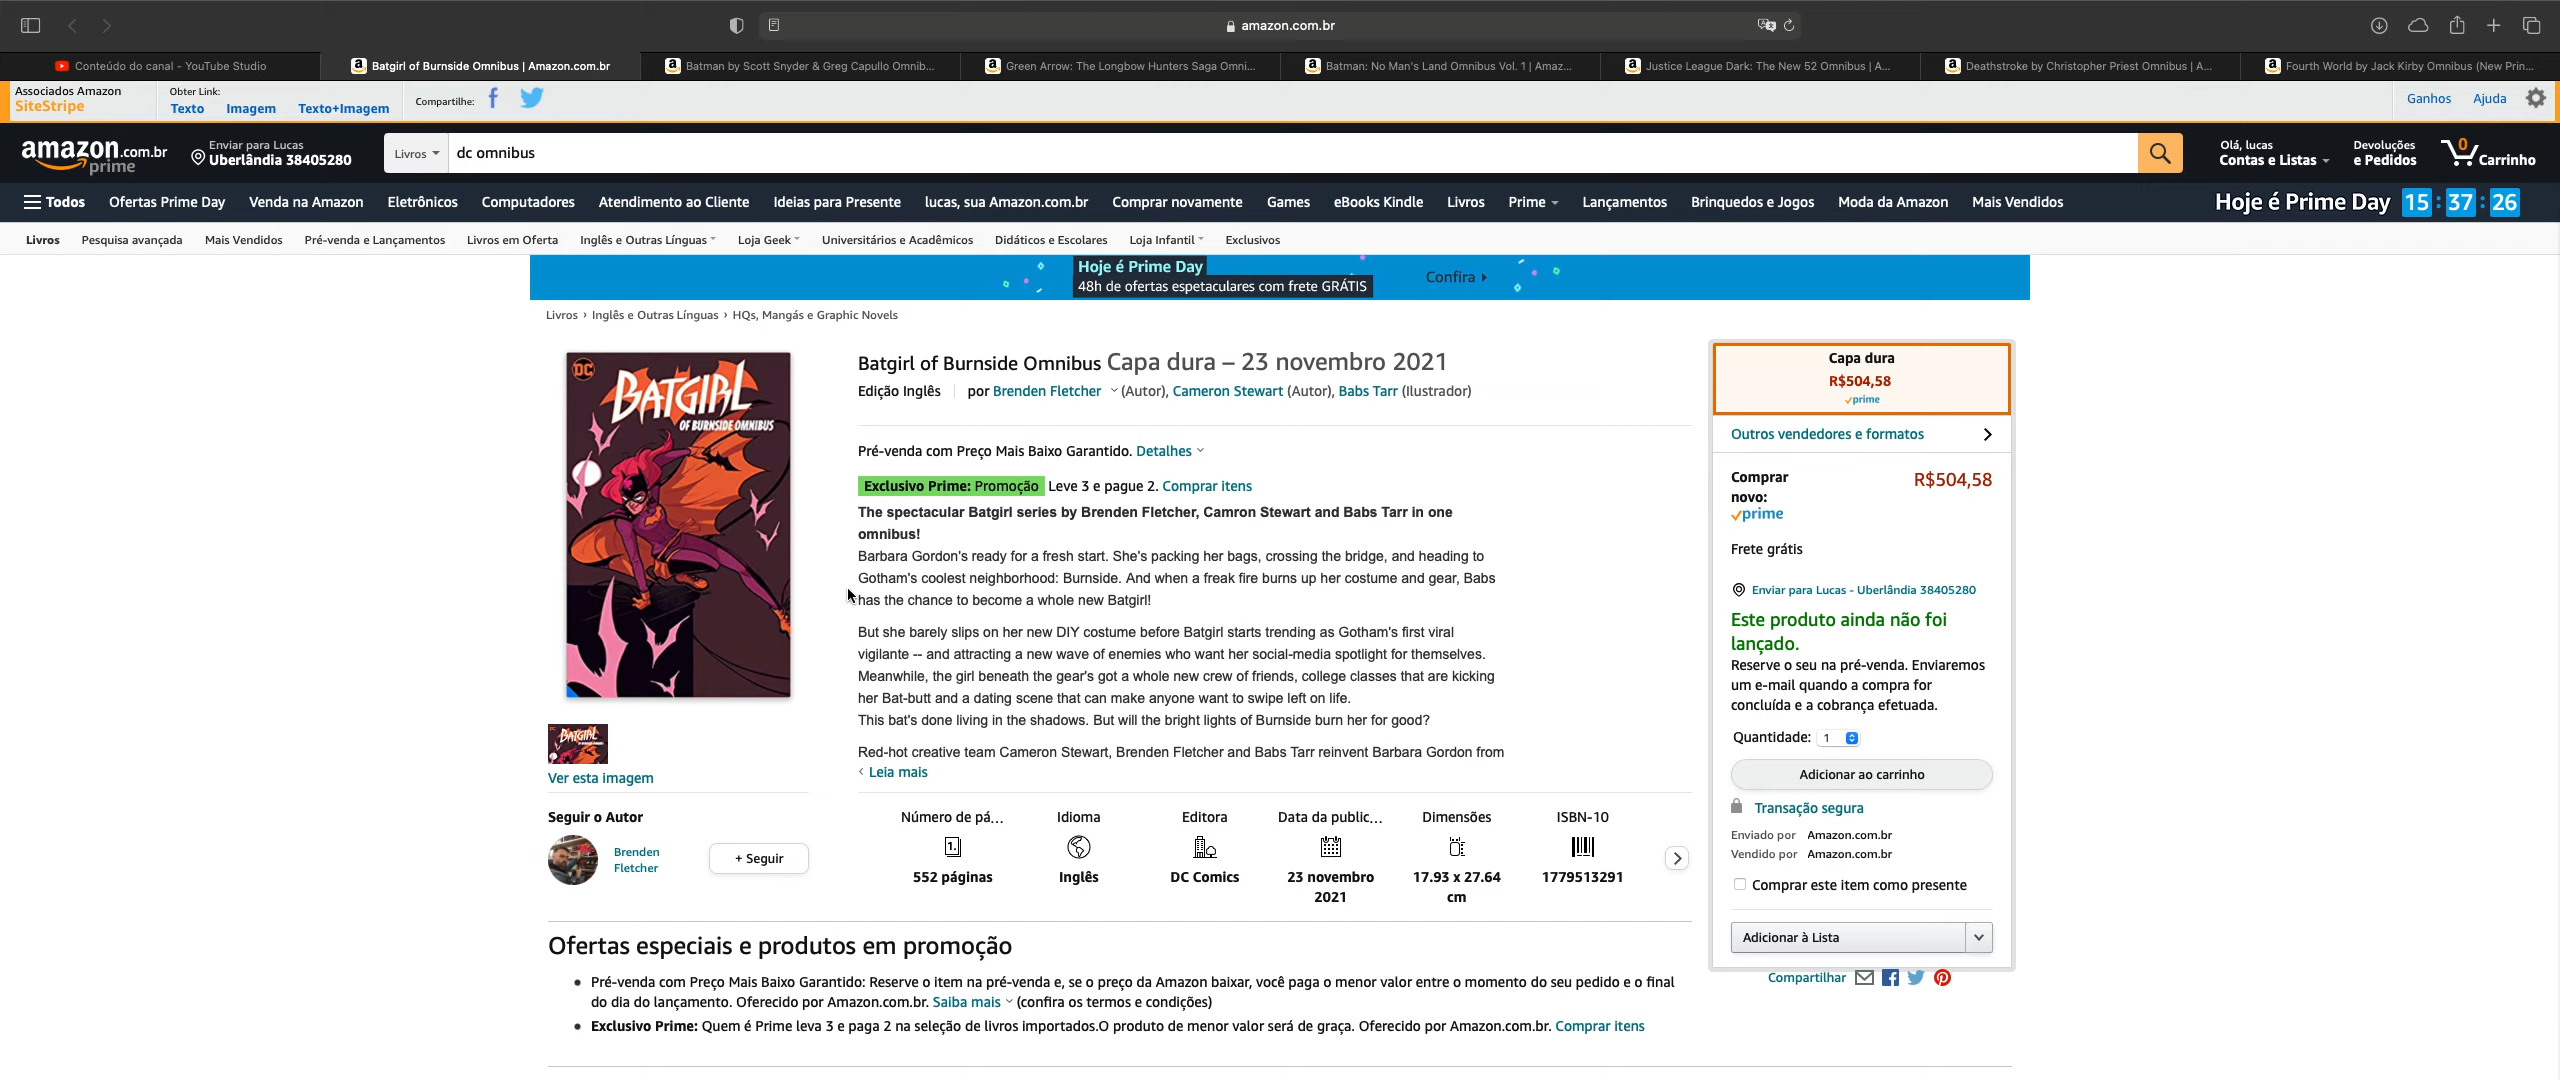 amazon.com.br
Conteúdo do canal - YouTube Studio
Batgirl of Burnside Omnibus | Amazon.com.br
Batman by Scott Snyder & Greg Capullo Omnib...
Green Arrow: The Longbow Hunters Saga Omni...
Batman: No Man's Land Omnibus Vol. 1 | Amaz...
Justice League Dark: The New 52 Omnibus | A...
Deathstroke by Christopher Priest Omnibus | A...
Fourth World by Jack Kirby Omnibus (New Prin...
Associados Amazon
SiteStripe
Obter Link:
Texto Imagem Texto+Imagem
Compartilhe:
Ganhos Ajuda
amazon.com.br
prime
Enviar para Lucas
Uberlândia 38405280
Livros
dc omnibus
Olá, lucas
Contas e Listas
Devoluções
e Pedidos
0
Carrinho
Todos Ofertas Prime Day Venda na Amazon Eletrônicos Computadores Atendimento ao Cliente Ideias para Presente lucas, sua Amazon.com.br Comprar novamente Games eBooks Kindle Livros Prime Lançamentos Brinquedos e Jogos Moda da Amazon Mais Vendidos
Hoje é Prime Day 15 : 37 : 26
Livros Pesquisa avançada Mais Vendidos Pré-venda e Lançamentos Livros em Oferta Inglês e Outras Línguas Loja Geek Universitários e Acadêmicos Didáticos e Escolares Loja Infantil Exclusivos
Hoje é Prime Day
48h de ofertas espetaculares com frete GRÁTIS
Confira
Livros › Inglês e Outras Línguas › HQs, Mangás e Graphic Novels
DC
BATGIRL
OF BURNSIDE OMNIBUS
BATGIRL
Ver esta imagem
Seguir o Autor
Brenden
Fletcher
+ Seguir
Batgirl of Burnside Omnibus Capa dura – 23 novembro 2021
Edição Inglês | por Brenden Fletcher (Autor), Cameron Stewart (Autor), Babs Tarr (Ilustrador)
Pré-venda com Preço Mais Baixo Garantido. Detalhes
Exclusivo Prime: Promoção Leve 3 e pague 2. Comprar itens
The spectacular Batgirl series by Brenden Fletcher, Camron Stewart and Babs Tarr in one
omnibus!
Barbara Gordon's ready for a fresh start. She's packing her bags, crossing the bridge, and heading to
Gotham's coolest neighborhood: Burnside. And when a freak fire burns up her costume and gear, Babs
has the chance to become a whole new Batgirl!
But she barely slips on her new DIY costume before Batgirl starts trending as Gotham's first viral
vigilante -- and attracting a new wave of enemies who want her social-media spotlight for themselves.
Meanwhile, the girl beneath the gear's got a whole new crew of friends, college classes that are kicking
her Bat-butt and a dating scene that can make anyone want to swipe left on life.
This bat's done living in the shadows. But will the bright lights of Burnside burn her for good?
Red-hot creative team Cameron Stewart, Brenden Fletcher and Babs Tarr reinvent Barbara Gordon from
‹ Leia mais
Número de pá...
552 páginas
Idioma
Inglês
Editora
DC Comics
Data da public...
23 novembro
2021
Dimensões
17.93 x 27.64
cm
ISBN-10
1779513291
Capa dura
R$504,58
prime
Outros vendedores e formatos
Comprar
novo:
R$504,58
prime
Frete grátis
Enviar para Lucas - Uberlândia 38405280
Este produto ainda não foi
lançado.
Reserve o seu na pré-venda. Enviaremos
um e-mail quando a compra for
concluída e a cobrança efetuada.
Quantidade: 1
Adicionar ao carrinho
Transação segura
Enviado por Amazon.com.br
Vendido por Amazon.com.br
Comprar este item como presente
Adicionar à Lista
Compartilhar
Ofertas especiais e produtos em promoção
• Pré-venda com Preço Mais Baixo Garantido: Reserve o item na pré-venda e, se o preço da Amazon baixar, você paga o menor valor entre o momento do seu pedido e o final
do dia do lançamento. Oferecido por Amazon.com.br. Saiba mais (confira os termos e condições)
• Exclusivo Prime: Quem é Prime leva 3 e paga 2 na seleção de livros importados.O produto de menor valor será de graça. Oferecido por Amazon.com.br. Comprar itens